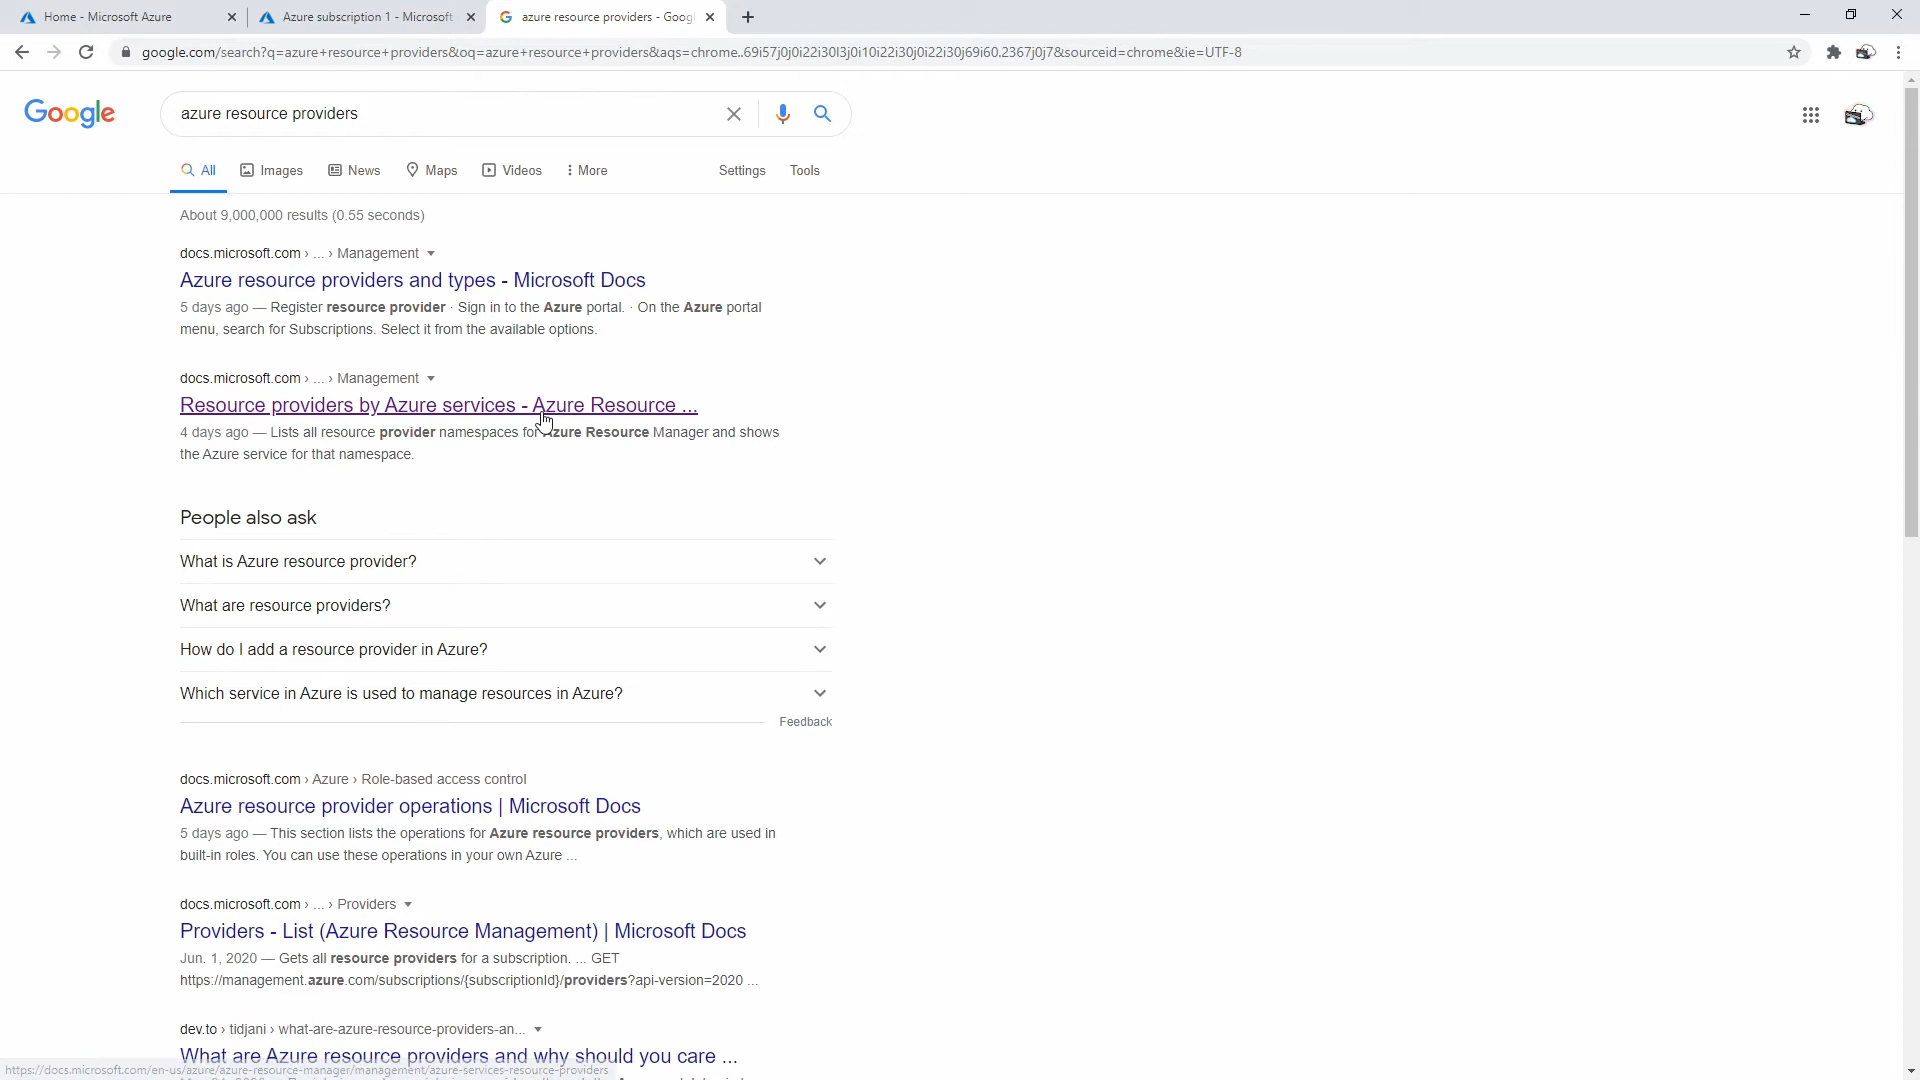 Home - Microsoft Azure
Azure subscription 1 - Microsoft
azure resource providers - Goog
google.com/search?q=azure+resource+providers&oq=azure+resource+providers&aqs=chrome..69i57j0j0i22i30l3j0i10i22i30j0i22i30j69i60.2367j0j7&sourceid=chrome&ie=UTF-8
Google
azure resource providers
All Images News Maps Videos More Settings Tools
About 9,000,000 results (0.55 seconds)
docs.microsoft.com › ... › Management
Azure resource providers and types - Microsoft Docs
5 days ago — Register resource provider · Sign in to the Azure portal. · On the Azure portal
menu, search for Subscriptions. Select it from the available options.
docs.microsoft.com › ... › Management
Resource providers by Azure services - Azure Resource ...
4 days ago — Lists all resource provider namespaces for Azure Resource Manager and shows
the Azure service for that namespace.
People also ask
What is Azure resource provider?
What are resource providers?
How do I add a resource provider in Azure?
Which service in Azure is used to manage resources in Azure?
Feedback
docs.microsoft.com › Azure › Role-based access control
Azure resource provider operations | Microsoft Docs
5 days ago — This section lists the operations for Azure resource providers, which are used in
built-in roles. You can use these operations in your own Azure ...
docs.microsoft.com › ... › Providers
Providers - List (Azure Resource Management) | Microsoft Docs
Jun. 1, 2020 — Gets all resource providers for a subscription. ... GET
https://management.azure.com/subscriptions/{subscriptionId}/providers?api-version=2020 ...
dev.to › tidjani › what-are-azure-resource-providers-an...
What are Azure resource providers and why should you care ...
https://docs.microsoft.com/en-us/azure/azure-resource-manager/management/azure-services-resource-providers